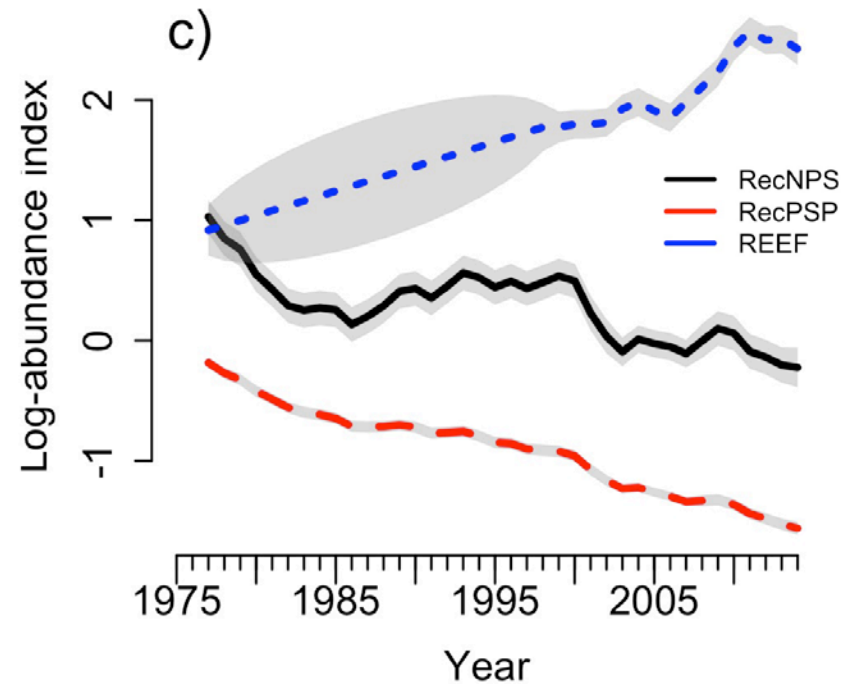 c)
Log-abundance index
2
1
0
-1
RecNPS
RecPSP
REEF
1975 1985 1995 2005
Year